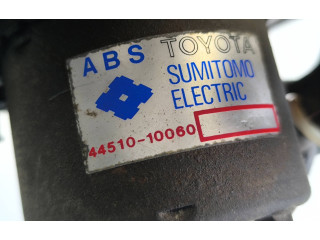 ABS TOYOTA
SUMITOMO
ELECTRIC
44510-10060